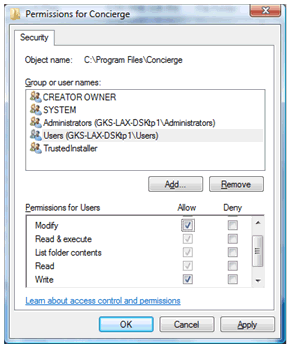 Permissions for Concierge
Security
Object name: C:\Program Files\Concierge
Group or user names:
CREATOR OWNER
SYSTEM
Administrators (GKS-LAX-DSKtp1\Administrators)
Users (GKS-LAX-DSKtp1\Users)
TrustedInstaller
Add... Remove
Permissions for Users Allow Deny
Modify
Read & execute
List folder contents
Read
Write
Learn about access control and permissions
OK Cancel Apply